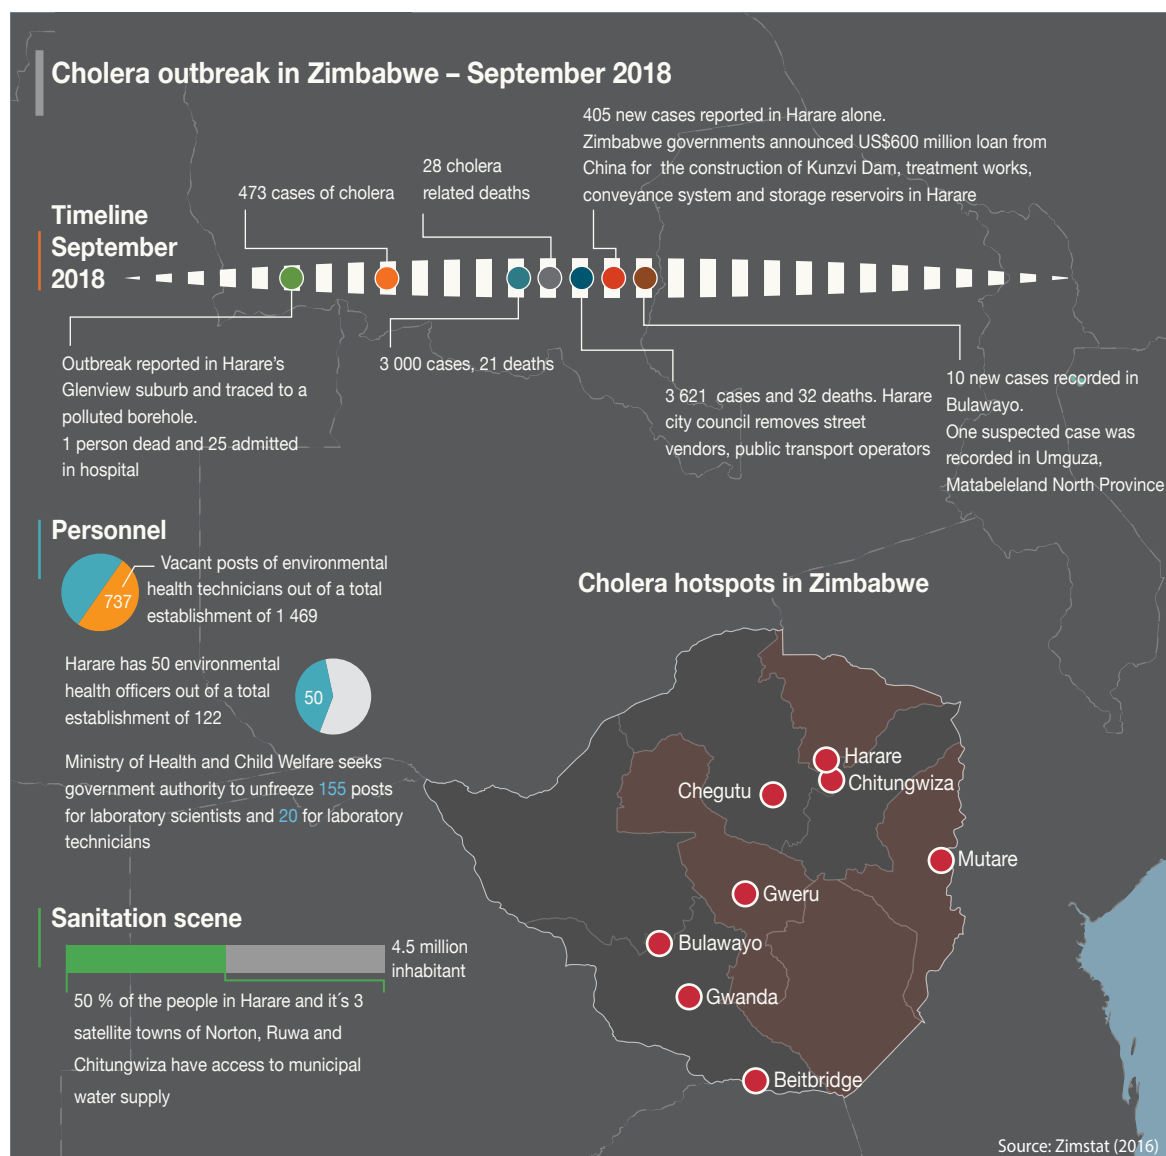 Cholera outbreak in Zimbabwe – September 2018
405 new cases reported in Harare alone.
Zimbabwe governments announced US$600 million loan from
China for the construction of Kunzvi Dam, treatment works,
conveyance system and storage reservoirs in Harare
28 cholera
related deaths
473 cases of cholera
Timeline
September
2018
Outbreak reported in Harare's
Glenview suburb and traced to a
polluted borehole.
1 person dead and 25 admitted
in hospital
3 000 cases, 21 deaths
3 621 cases and 32 deaths. Harare
city council removes street
vendors, public transport operators
10 new cases recorded in
Bulawayo.
One suspected case was
recorded in Umguza,
Matabeleland North Province
Personnel
737
Vacant posts of environmental
health technicians out of a total
establishment of 1 469
Harare has 50 environmental
health officers out of a total
establishment of 122
50
Ministry of Health and Child Welfare seeks
government authority to unfreeze 155 posts
for laboratory scientists and 20 for laboratory
technicians
Sanitation scene
4.5 million
inhabitant
50 % of the people in Harare and it´s 3
satellite towns of Norton, Ruwa and
Chitungwiza have access to municipal
water supply
Cholera hotspots in Zimbabwe
Harare
Chitungwiza
Chegutu
Mutare
Gweru
Bulawayo
Gwanda
Beitbridge
Source: Zimstat (2016)